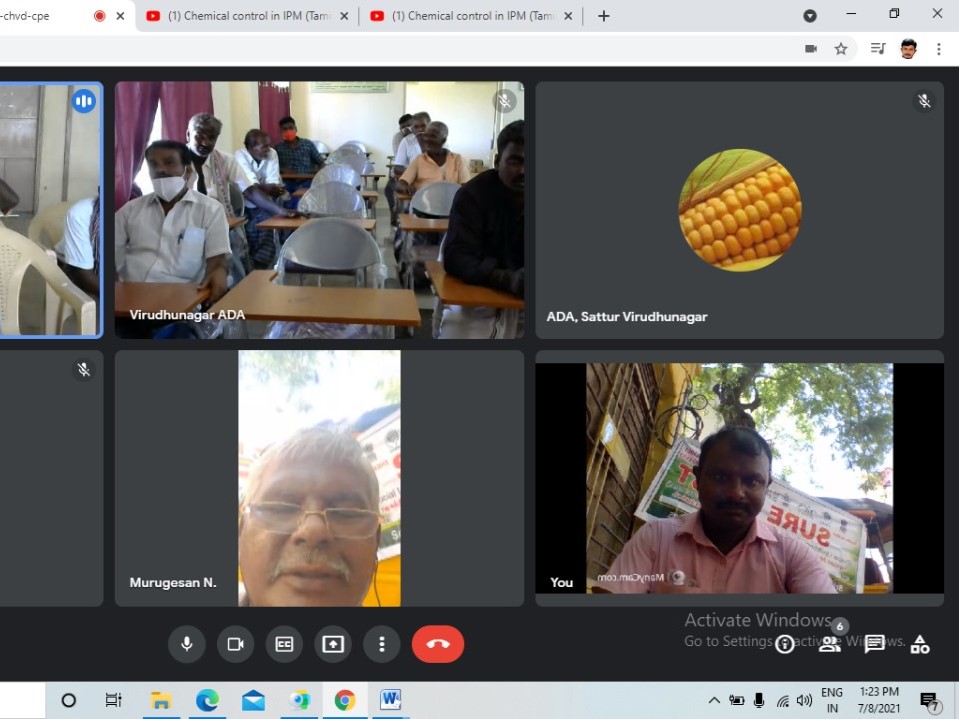 -chvd-cpe
(1) Chemical control in IPM (Tam
(1) Chemical control in IPM (Tam
Virudhunagar ADA
ADA, Sattur Virudhunagar
Murugesan N.
SURE
ManyCam.com
You
Activate Windows
Go to Settings to activate Windows.
6
CC
ENG
IN
1:23 PM
7/8/2021
7